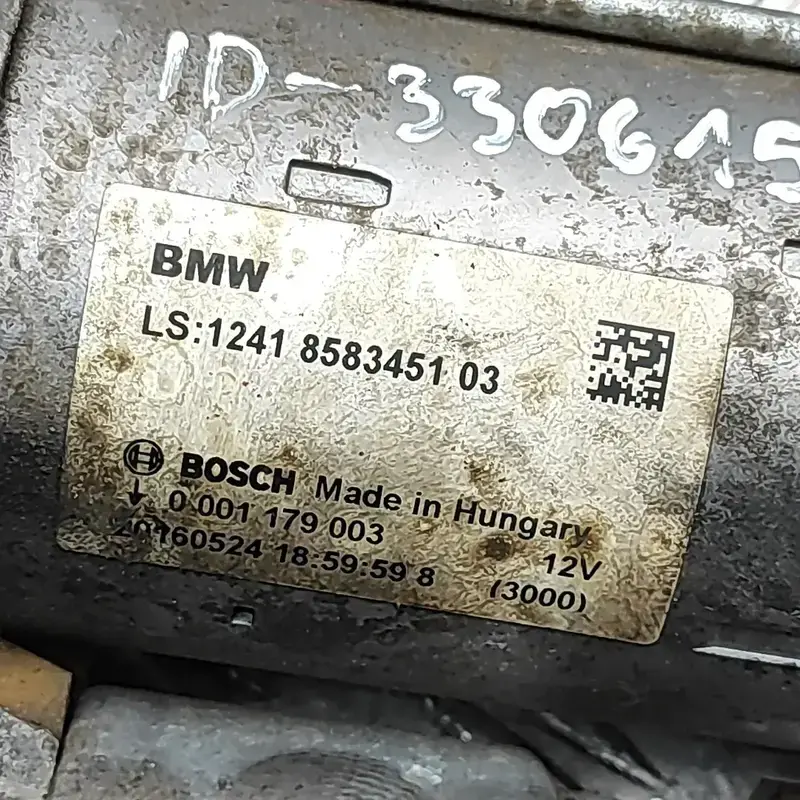 ID-330615
BMW
LS:1241 8583451 03
BOSCH Made in Hungary
0 001 179 003
12V
20160524 18:59:59 8
(3000)